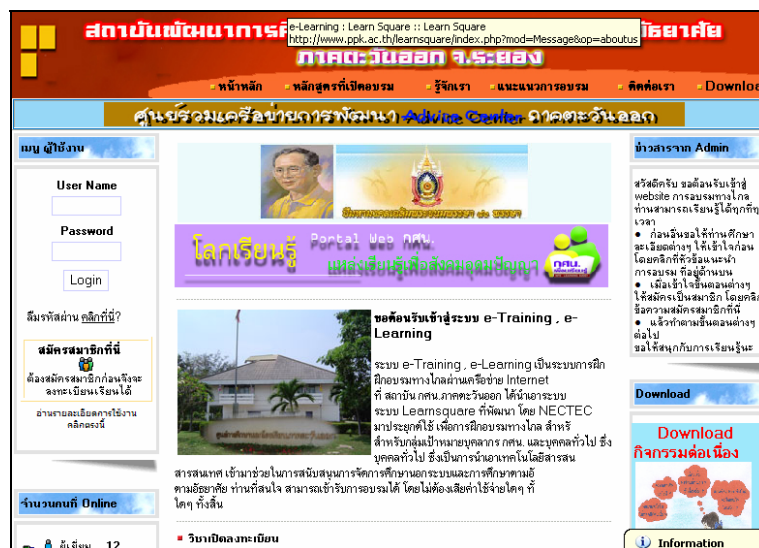 สถาบันพัฒนาการศึ
ัธยาศัย
e-Learning : Learn Square :: Learn Square
http://www.ppk.ac.th/learnsquare/index.php?mod=Message&op=aboutus
ภาคตะวันออก จ.ระยอง
หน้าหลัก หลักสูตรที่เปิดอบรม รู้จักเรา แนะแนวการอบรม ติดต่อเรา Downloa
ศูนย์รวมเครือข่ายการพัฒนา Advice Center ภาคตะวันออก
เมนู ผู้ใช้งาน
User Name
Password
Login
ลืมรหัสผ่าน คลิกที่นี่?
สมัครสมาชิกที่นี่
ต้องสมัครสมาชิกก่อนจึงจะ
ลงทะเบียนเรียนได้
อ่านรายละเอียดการใช้งาน
คลิกตรงนี้
จำนวนคนที่ Online
ผู้เยี่ยม 12
โลกเรียนรู้
Portal Web กศน.
แหล่งเรียนรู้เพื่อสังคมอุดมปัญญา
กศน.
ขอต้อนรับเข้าสู่ระบบ e-Training , e-
Learning
ระบบ e-Training , e-Learning เป็นระบบการฝึก
ฝึกอบรมทางไกลผ่านเครือข่าย Internet
ที่ สถาบัน กศน.ภาคตะวันออก ได้นำเอาระบบ
ระบบ Learnsquare ที่พัฒนา โดย NECTEC
มาประยุกต์ใช้ เพื่อการฝึกอบรมทางไกล สำหรั
สำหรับกลุ่มเป้าหมายบุคลากร กศน. และบุคคลทั่วไป ซึ่ง
บุคคลทั่วไป ซึ่งเป็นการนำเอาเทคโนโลยีสารสน
สารสนเทศ เข้ามาช่วยในการสนับสนุนการจัดการศึกษานอกระบบและการศึกษาตามอั
ตามอัธยาศัย ท่านที่สนใจ สามารถเข้ารับการอบรมได้ โดยไม่ต้องเสียค่าใช้จ่ายใดๆ ทั้
ใดๆ ทั้งสิ้น
วิชาเปิดลงทะเบียน
ข่าวสารจาก Admin
สวัสดีครับ ขอต้อนรับเข้าสู่
website การอบรมทางไกล
ท่านสามารถเรียนรู้ได้ทุกที่ทุ
เวลา
● ก่อนอื่นขอให้ท่านศึกษา
ละเอียดต่างๆ ให้เข้าใจก่อน
โดยคลิกที่หัวข้อแนะนำ
การอบรม ที่อยู่ด้านบน
● เมื่อเข้าใจขั้นตอนต่างๆ
ให้สมัครเป็นสมาชิก โดยคลิก
ข้อความสมัครสมาชิกที่นี่
● แล้วทำตามขั้นตอนต่างๆ
ต่อไป
ขอให้สนุกกับการเรียนรู้นะ
Download
Download
กิจกรรมต่อเนื่อง
Information